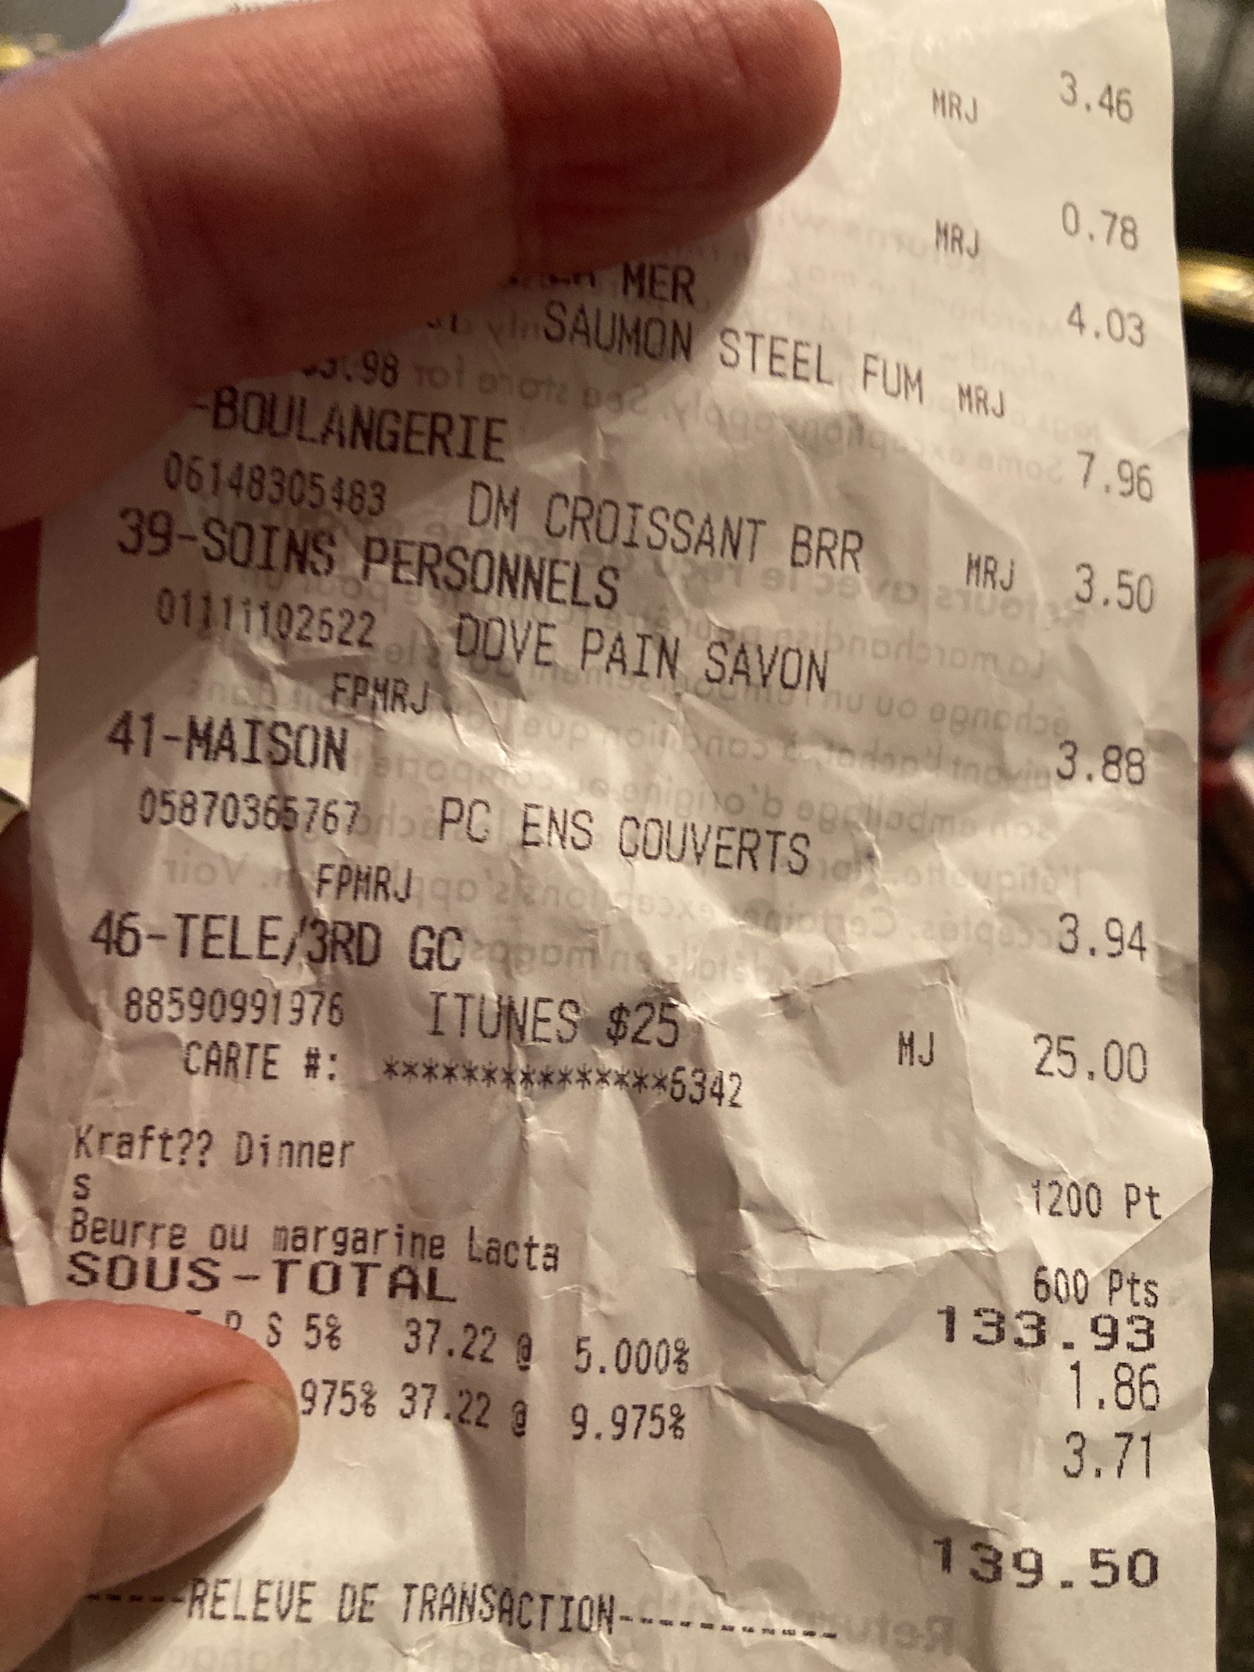 MRJ 3.46
MRJ 0.78
MER 4.03
SAUMON STEEL FUM MRJ
3.98 7.96
-BOULANGERIE
06148305483 DM CROISSANT BRR MRJ 3.50
39-SOINS PERSONNELS
01111102622 DOVE PAIN SAVON
FPMRJ 3.88
41-MAISON
05870365767 PC ENS COUVERTS
FPMRJ 3.94
46-TELE/3RD GC
88590991976 ITUNES $25 MJ 25.00
CARTE #: **************6342
Kraft?? Dinner
s 1200 Pt
Beurre ou margarine Lacta
600 Pts
SOUS-TOTAL 133.93
P S 5% 37.22 @ 5.000% 1.86
975% 37.22 @ 9.975% 3.71
139.50
-----RELEVE DE TRANSACTION------------